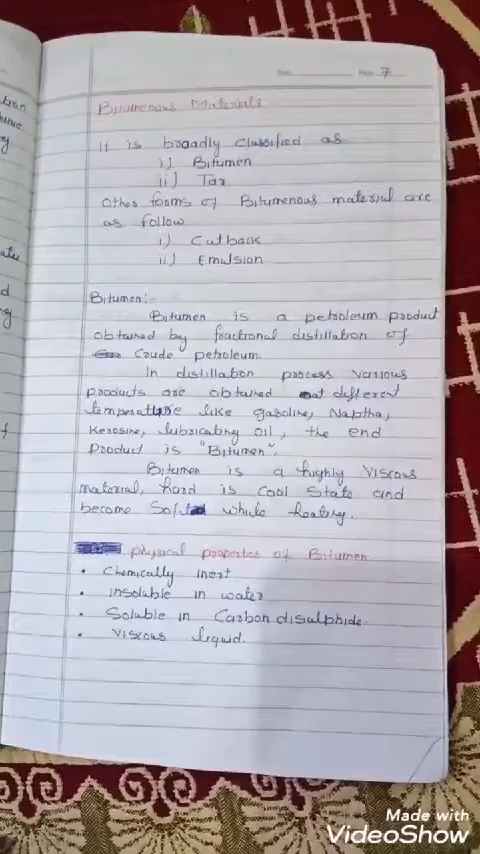 Date Page 7
Bitumenous Materials
It is broadly classified as
i) Bitumen
ii) Tar
Other forms of Bitumenous material are
as follow
i) Cutback
ii) Emulsion
Bitumen:-
Bitumen is a petroleum product
obtained by fractional distillation of
Crude petroleum.
In distillation process various
products are obtained at different
temperature like gasoline, Naptha,
Kerosine, lubricating oil, the end
Product is "Bitumen".
Bitumen is a highly Viscous
material, hard is Cool State and
become Soft while heating.
physical properties of Bitumen
• Chemically inert
• insoluble in water
• Soluble in Carbon disulphide.
• Viscous liquid.
Made with
VideoShow